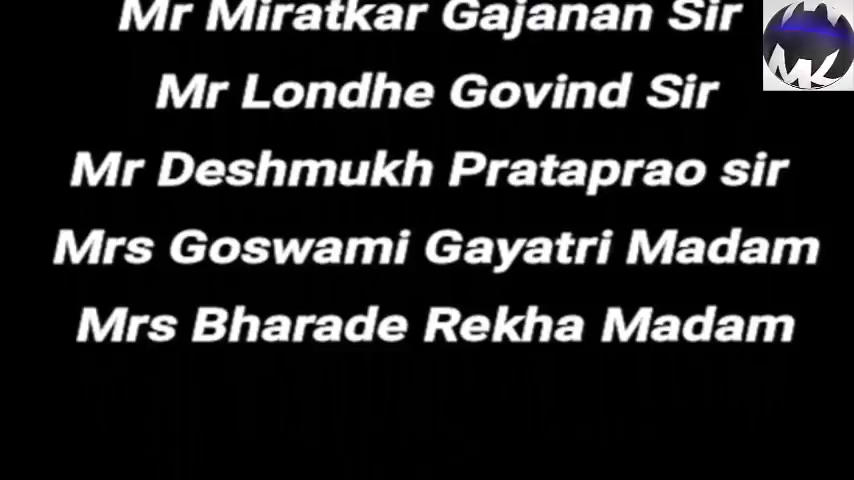 Mr Miratkar Gajanan Sir
Mr Londhe Govind Sir
Mr Deshmukh Prataprao sir
Mrs Goswami Gayatri Madam
Mrs Bharade Rekha Madam
ML